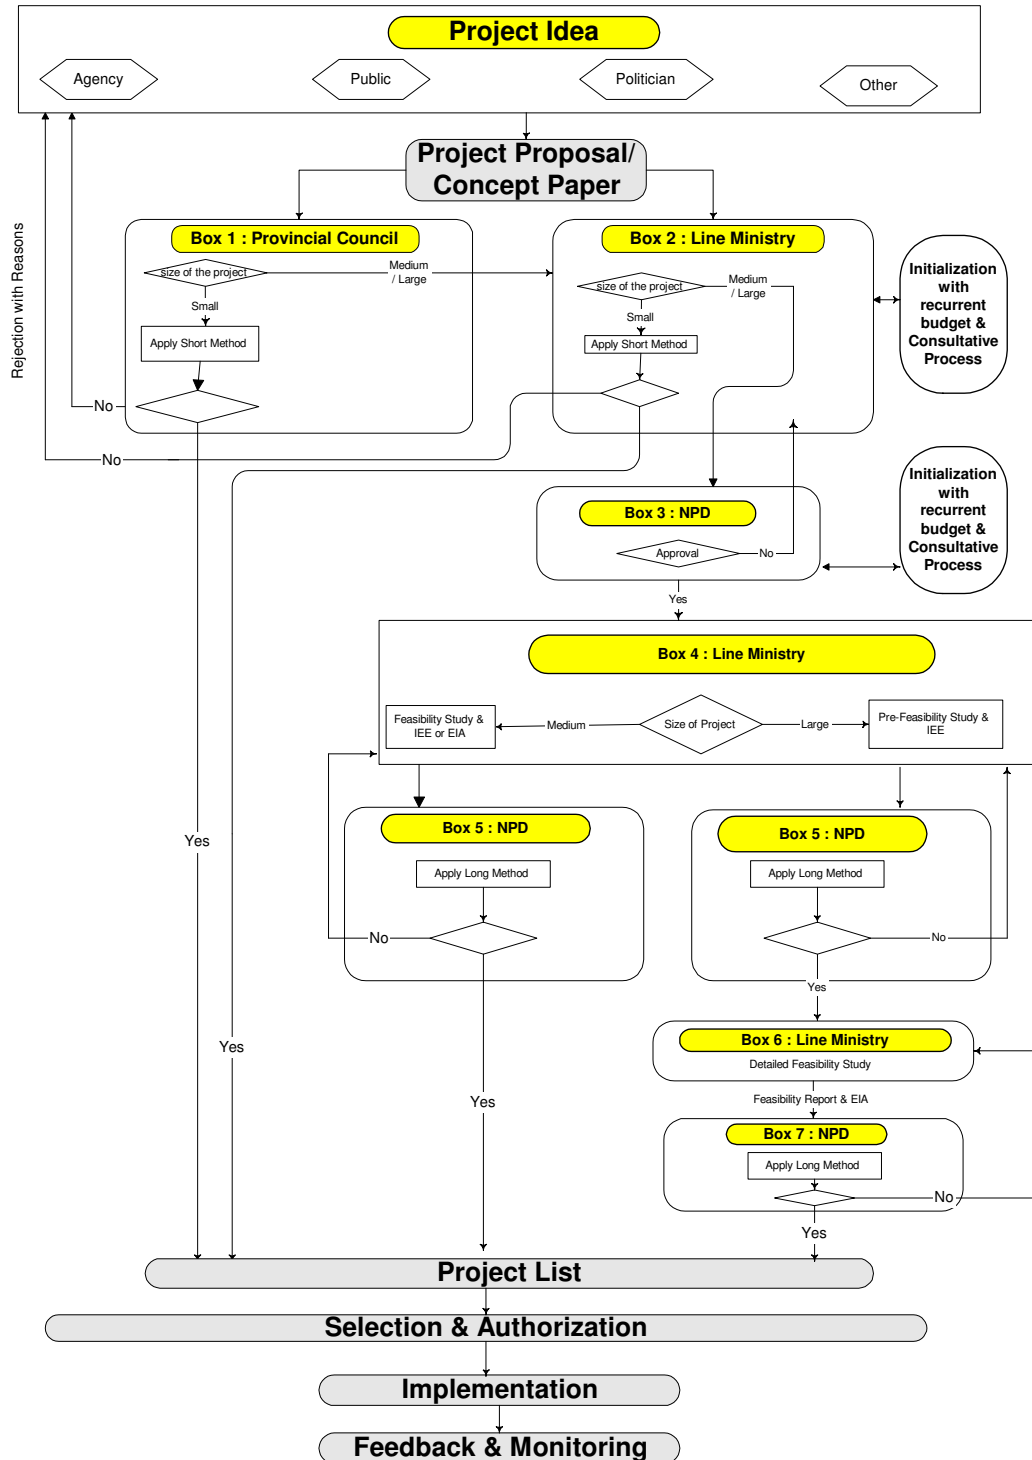 Project Idea
Agency
Public
Politician
Other
Project Proposal/
Concept Paper
Rejection with Reasons
Box 1 : Provincial Council
size of the project
Medium
/ Large
Small
Apply Short Method
No
Box 2 : Line Ministry
size of the project
Medium
/ Large
Small
Apply Short Method
No
Initialization
with
recurrent
budget &
Consultative
Process
Box 3 : NPD
Approval
No
Yes
Initialization
with
recurrent
budget &
Consultative
Process
Box 4 : Line Ministry
Feasibility Study &
IEE or EIA
Medium
Size of Project
Large
Pre-Feasibility Study &
IEE
Box 5 : NPD
Apply Long Method
No
Box 5 : NPD
Apply Long Method
No
Yes
Yes
Yes
Yes
Box 6 : Line Ministry
Detailed Feasibility Study
Feasibility Report & EIA
Box 7 : NPD
Apply Long Method
No
Yes
Project List
Selection & Authorization
Implementation
Feedback & Monitoring